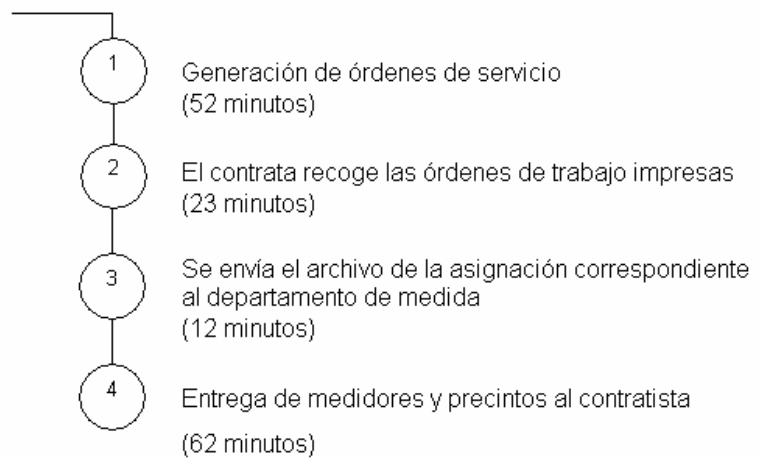 1
Generación de órdenes de servicio
(52 minutos)
2
El contrata recoge las órdenes de trabajo impresas
(23 minutos)
3
Se envía el archivo de la asignación correspondiente
al departamento de medida
(12 minutos)
4
Entrega de medidores y precintos al contratista
(62 minutos)